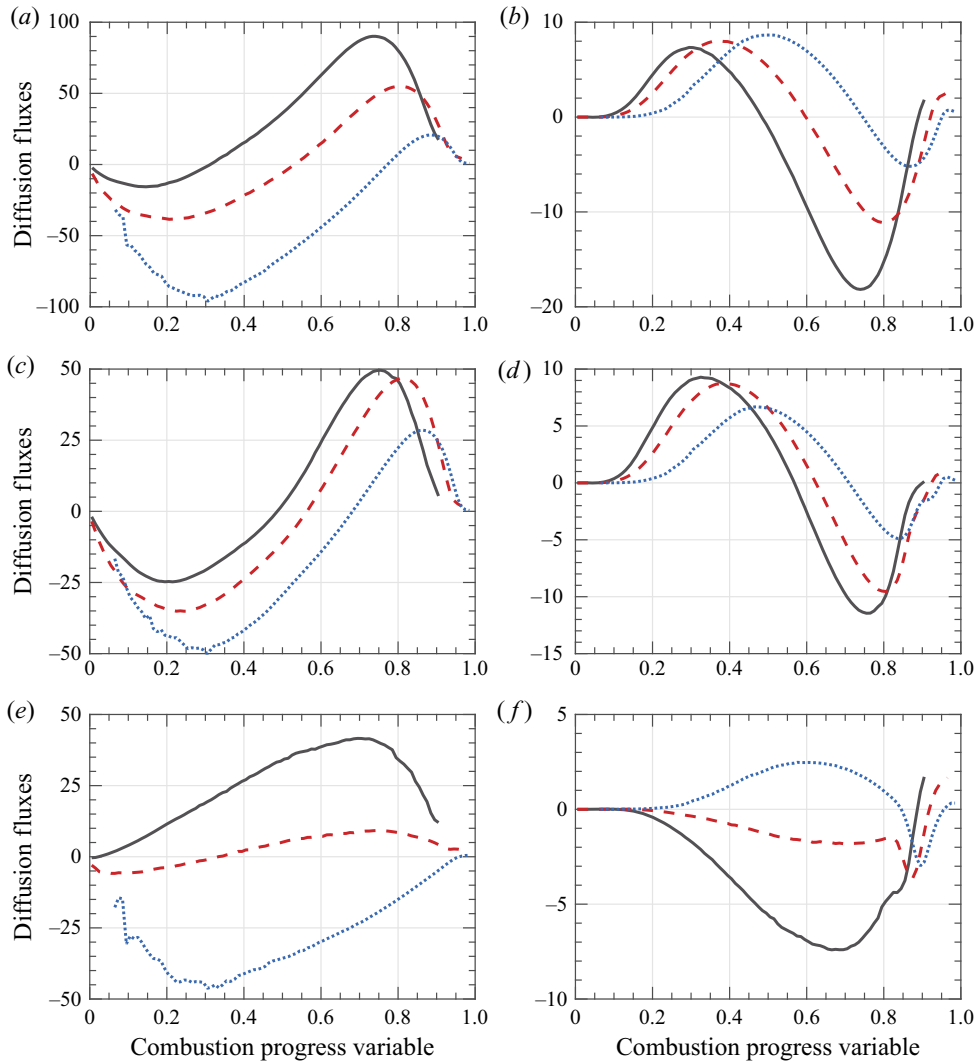 (a)
(b)
Diffusion fluxes
100
50
0
–50
–100
0 0.2 0.4 0.6 0.8 1.0
10
0
–10
–20
0 0.2 0.4 0.6 0.8 1.0
(c)
(d)
Diffusion fluxes
50
25
0
–25
–50
0 0.2 0.4 0.6 0.8 1.0
10
5
0
–5
–10
–15
0 0.2 0.4 0.6 0.8 1.0
(e)
(f)
Diffusion fluxes
50
25
0
–25
–50
0 0.2 0.4 0.6 0.8 1.0
Combustion progress variable
5
0
–5
–10
0 0.2 0.4 0.6 0.8 1.0
Combustion progress variable